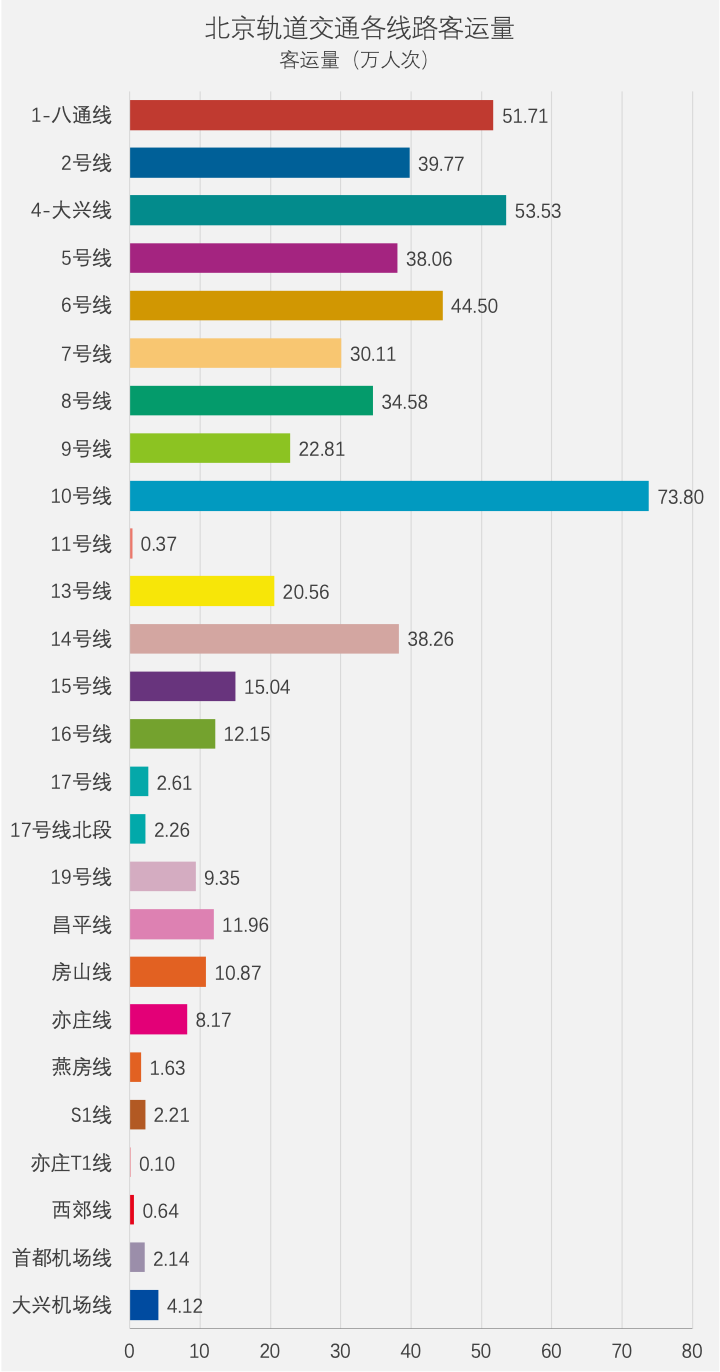 北京轨道交通各线路客运量
客运量（万人次）
1-八通线 51.71
2号线 39.77
4-大兴线 53.53
5号线 38.06
6号线 44.50
7号线 30.11
8号线 34.58
9号线 22.81
10号线 73.80
11号线 0.37
13号线 20.56
14号线 38.26
15号线 15.04
16号线 12.15
17号线 2.61
17号线北段 2.26
19号线 9.35
昌平线 11.96
房山线 10.87
亦庄线 8.17
燕房线 1.63
S1线 2.21
亦庄T1线 0.10
西郊线 0.64
首都机场线 2.14
大兴机场线 4.12
0 10 20 30 40 50 60 70 80